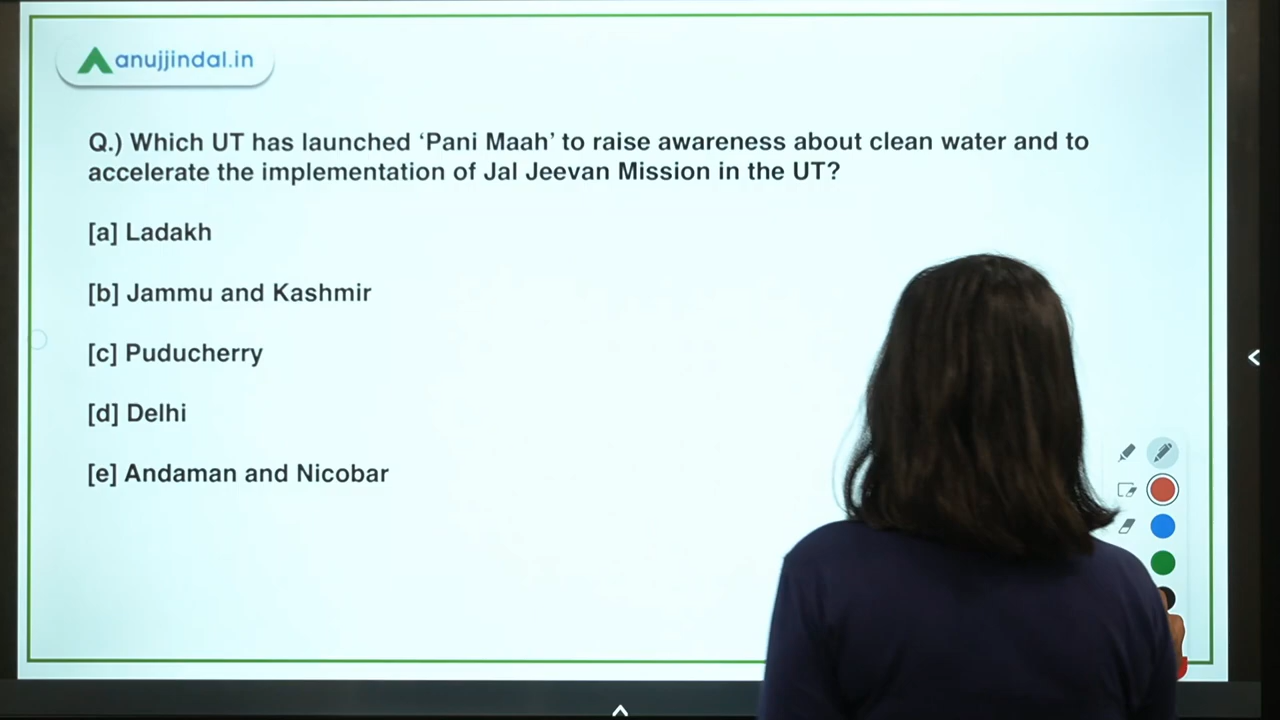 anujjindal.in
Q.) Which UT has launched ‘Pani Maah’ to raise awareness about clean water and to
accelerate the implementation of Jal Jeevan Mission in the UT?
[a] Ladakh
[b] Jammu and Kashmir
[c] Puducherry
[d] Delhi
[e] Andaman and Nicobar